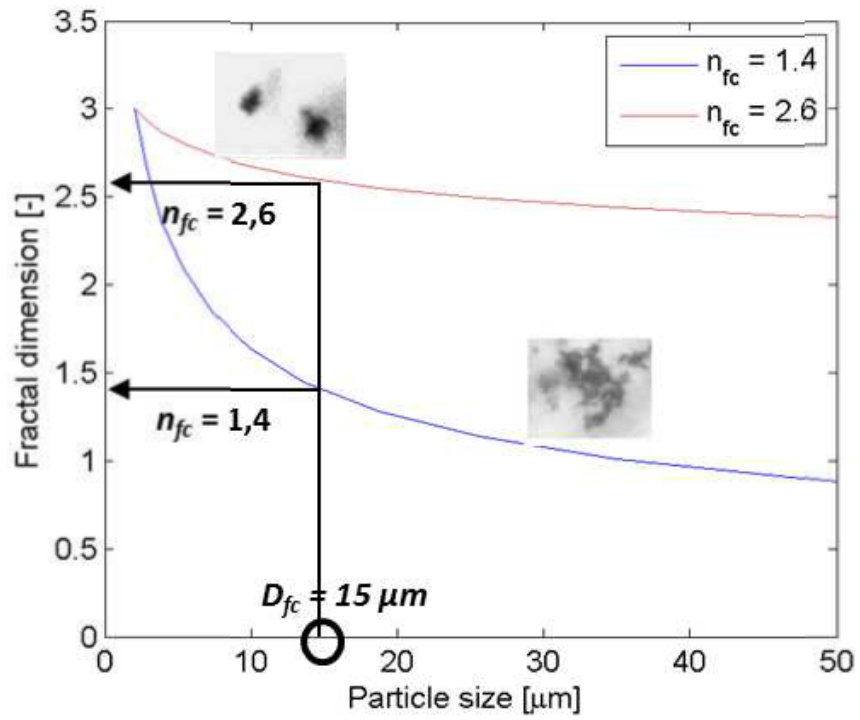 3.5
3
2.5
2
1.5
1
0.5
0
Fractal dimension [-]
n_fc = 1.4
n_fc = 2.6
n_fc = 2,6
n_fc = 1,4
D_fc = 15 μm
0 10 20 30 40 50
Particle size [μm]